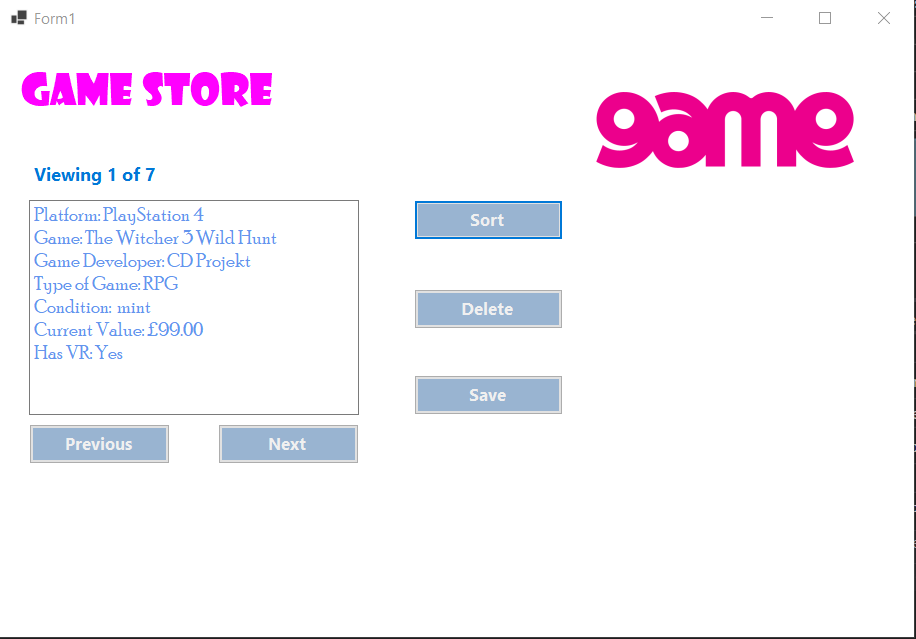 Form1
GAME STORE
game
Viewing 1 of 7
Platform: PlayStation 4
Game: The Witcher 3 Wild Hunt
Game Developer: CD Projekt
Type of Game: RPG
Condition: mint
Current Value: £99.00
Has VR: Yes
Sort
Delete
Save
Previous
Next